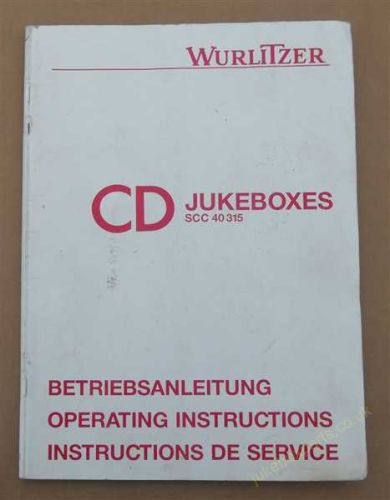 WURLITZER
CD JUKEBOXES
SCC 40 315
BETRIEBSANLEITUNG
OPERATING INSTRUCTIONS
INSTRUCTIONS DE SERVICE